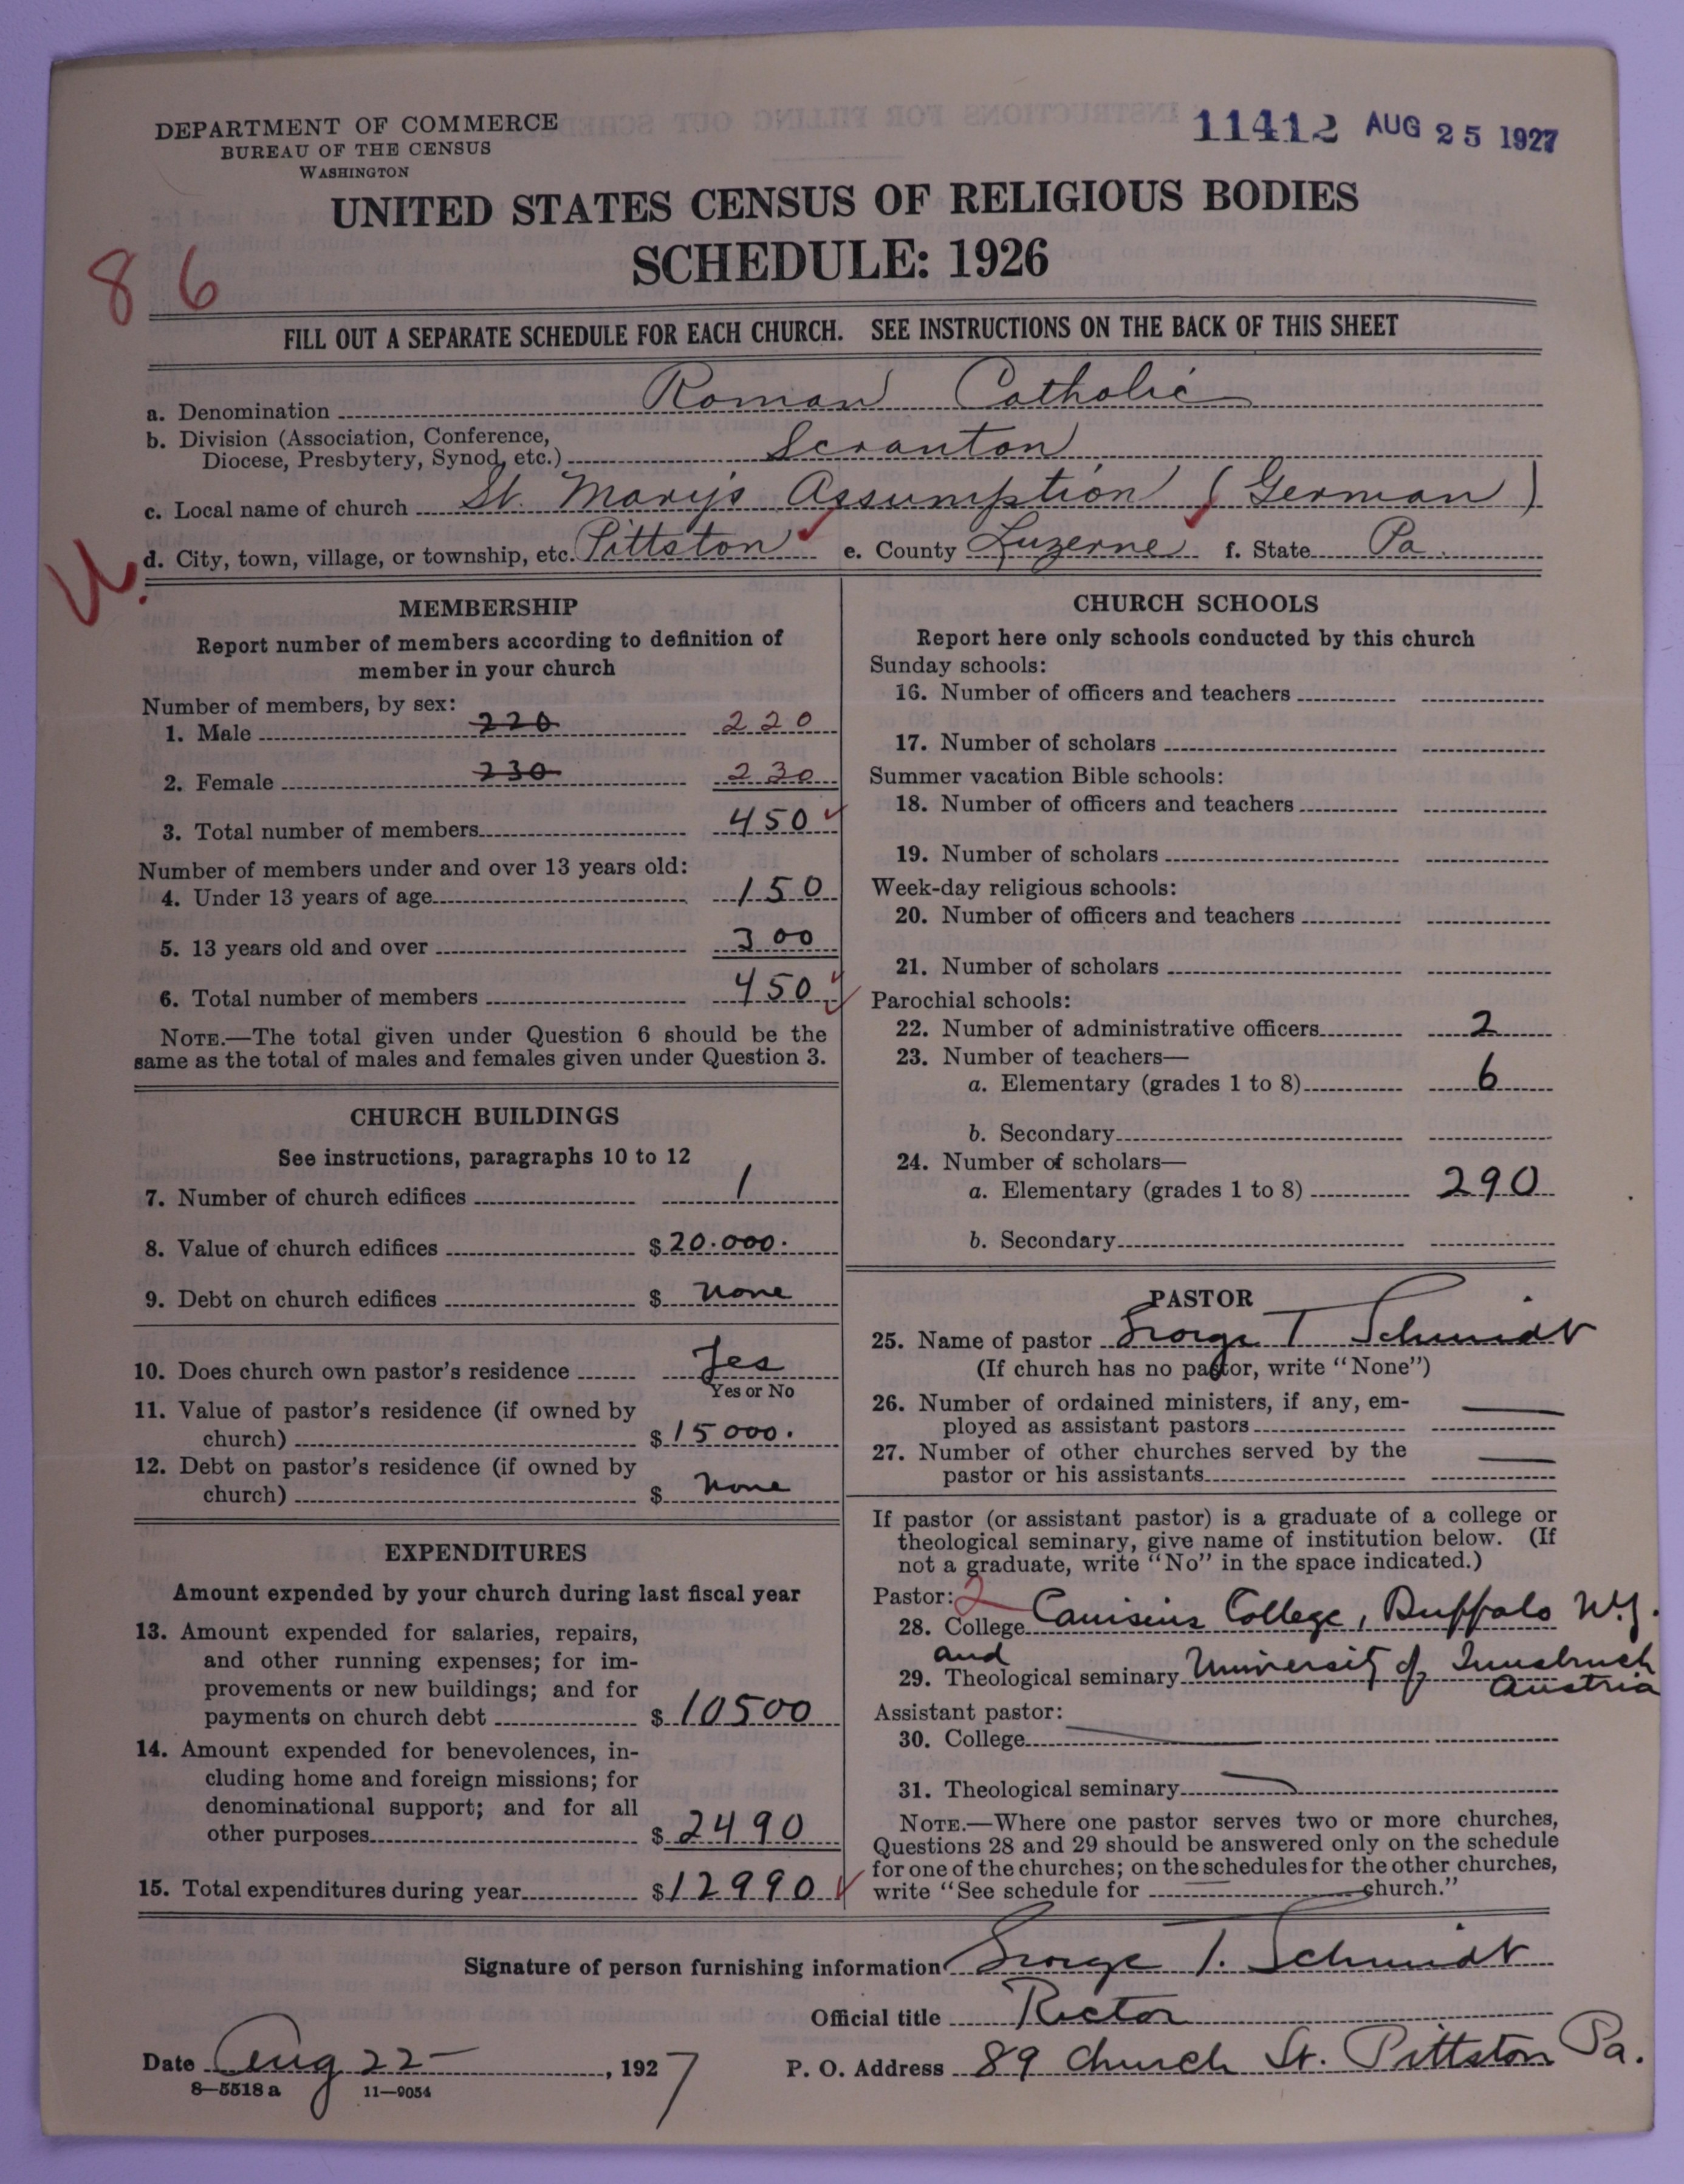 DEPARTMENT OF COMMERCE
BUREAU OF THE CENSUS
WASHINGTON
11412 AUG 25 1927
UNITED STATES CENSUS OF RELIGIOUS BODIES
SCHEDULE: 1926
86
FILL OUT A SEPARATE SCHEDULE FOR EACH CHURCH. SEE INSTRUCTIONS ON THE BACK OF THIS SHEET
a. Denomination Roman Catholic
b. Division (Association, Conference,
Diocese, Presbytery, Synod, etc.) Scranton
c. Local name of church St. Mary's Assumption (German)
d. City, town, village, or township, etc. Pittston e. County Luzerne f. State Pa.
MEMBERSHIP
Report number of members according to definition of
member in your church
Number of members, by sex:
1. Male 220 220
2. Female 230 230
3. Total number of members 450
Number of members under and over 13 years old:
4. Under 13 years of age 150
5. 13 years old and over 300
6. Total number of members 450
NOTE.—The total given under Question 6 should be the
same as the total of males and females given under Question 3.
CHURCH BUILDINGS
See instructions, paragraphs 10 to 12
7. Number of church edifices 1
8. Value of church edifices $20.000.
9. Debt on church edifices $ none
10. Does church own pastor's residence Yes
Yes or No
11. Value of pastor's residence (if owned by
church) $15000.
12. Debt on pastor's residence (if owned by
church) $ none
EXPENDITURES
Amount expended by your church during last fiscal year
13. Amount expended for salaries, repairs,
and other running expenses; for im-
provements or new buildings; and for
payments on church debt $10500
14. Amount expended for benevolences, in-
cluding home and foreign missions; for
denominational support; and for all
other purposes $2490
15. Total expenditures during year $12990
CHURCH SCHOOLS
Report here only schools conducted by this church
Sunday schools:
16. Number of officers and teachers
17. Number of scholars
Summer vacation Bible schools:
18. Number of officers and teachers
19. Number of scholars
Week-day religious schools:
20. Number of officers and teachers
21. Number of scholars
Parochial schools:
22. Number of administrative officers 2
23. Number of teachers—
a. Elementary (grades 1 to 8) 6
b. Secondary
24. Number of scholars—
a. Elementary (grades 1 to 8) 290
b. Secondary
PASTOR
25. Name of pastor George T Schmidt
(If church has no pastor, write "None")
26. Number of ordained ministers, if any, em-
ployed as assistant pastors —
27. Number of other churches served by the
pastor or his assistants —
If pastor (or assistant pastor) is a graduate of a college or
theological seminary, give name of institution below. (If
not a graduate, write "No" in the space indicated.)
Pastor: 2
28. College Canisius College, Buffalo N.Y.
and
29. Theological seminary University of Innsbruck
Austria
Assistant pastor:
30. College —
31. Theological seminary —
NOTE.—Where one pastor serves two or more churches,
Questions 28 and 29 should be answered only on the schedule
for one of the churches; on the schedules for the other churches,
write "See schedule for church."
Signature of person furnishing information George T. Schmidt
Official title Rector
Date Aug 22 —, 1927 P. O. Address 89 Church St. Pittston Pa.
8—5518 a 11—9054